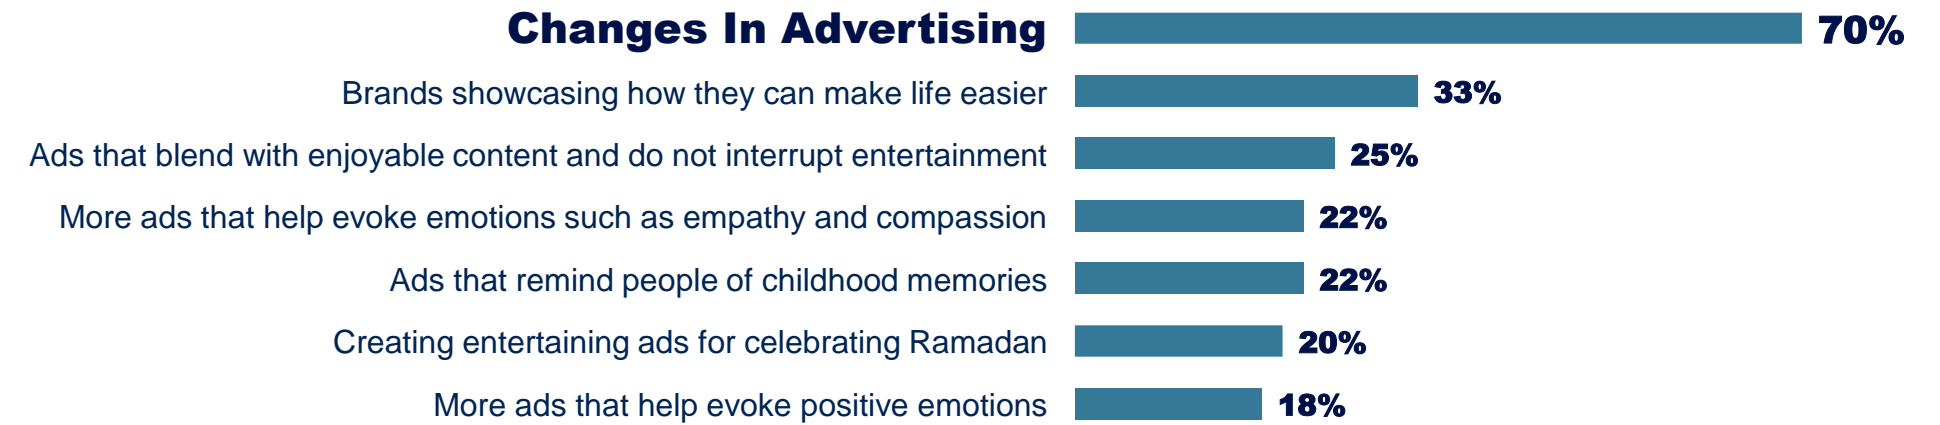 Changes In Advertising 70%
Brands showcasing how they can make life easier 33%
Ads that blend with enjoyable content and do not interrupt entertainment 25%
More ads that help evoke emotions such as empathy and compassion 22%
Ads that remind people of childhood memories 22%
Creating entertaining ads for celebrating Ramadan 20%
More ads that help evoke positive emotions 18%